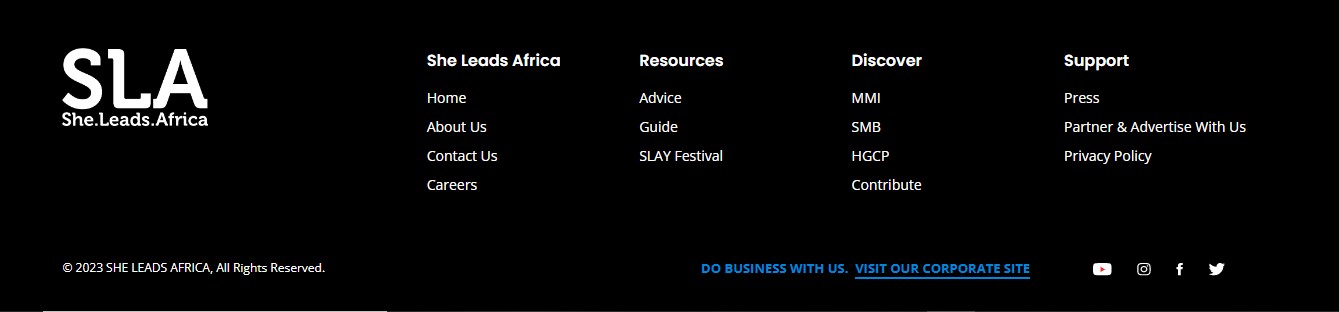 SLA
She.Leads.Africa
She Leads Africa
Home
About Us
Contact Us
Careers
Resources
Advice
Guide
SLAY Festival
Discover
MMI
SMB
HGCP
Contribute
Support
Press
Partner & Advertise With Us
Privacy Policy
© 2023 SHE LEADS AFRICA, All Rights Reserved.
DO BUSINESS WITH US. VISIT OUR CORPORATE SITE